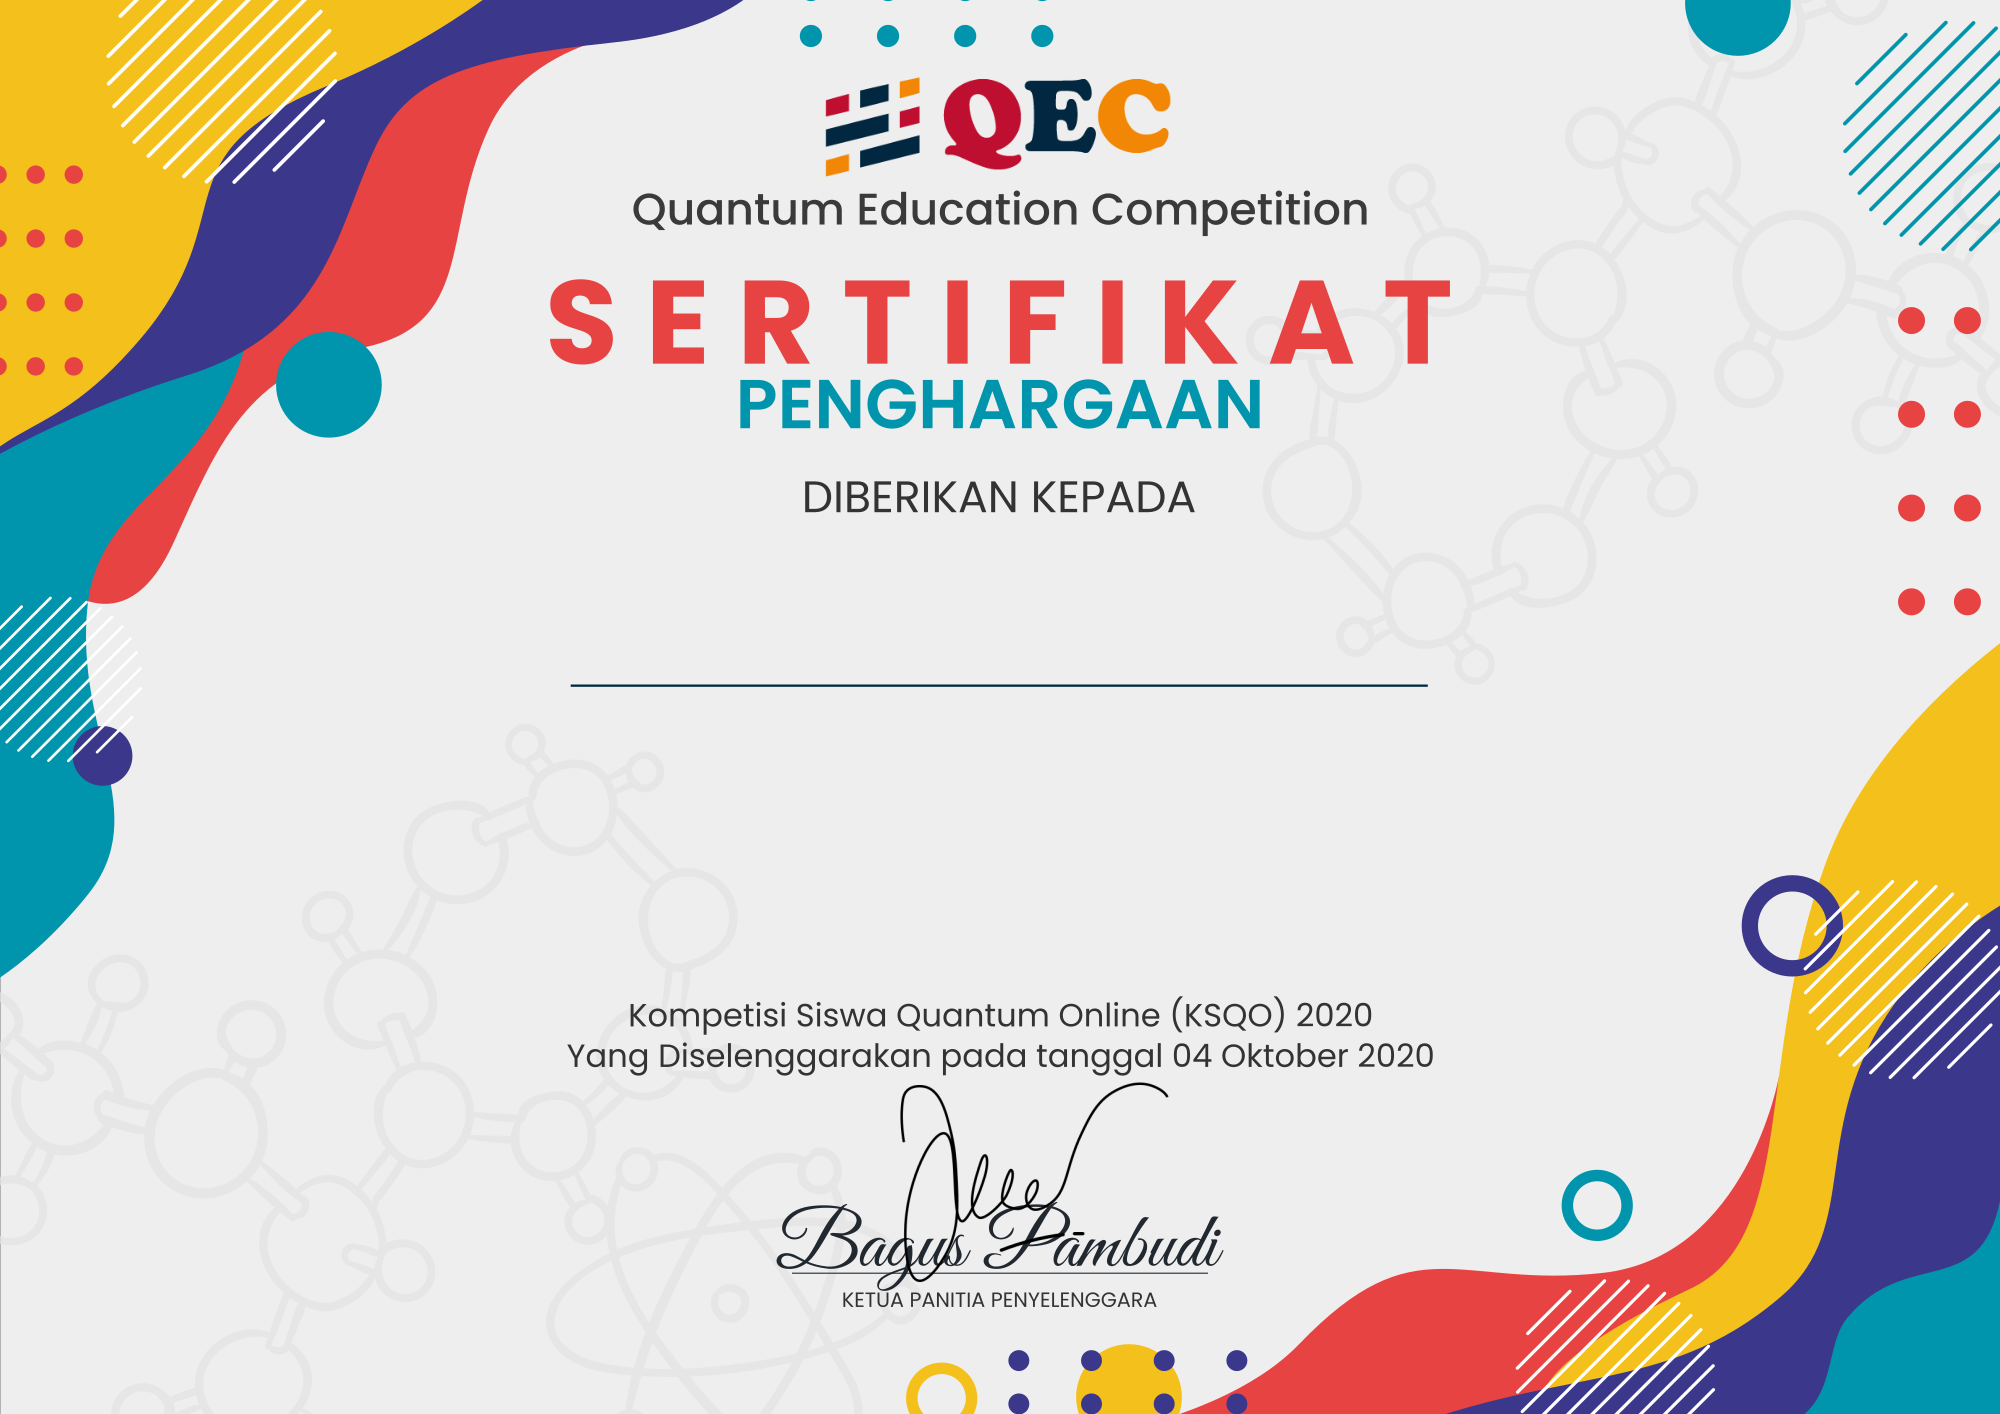 QEC
Quantum Education Competition
SERTIFIKAT
PENGHARGAAN
DIBERIKAN KEPADA
Kompetisi Siswa Quantum Online (KSQO) 2020
Yang Diselenggarakan pada tanggal 04 Oktober 2020
Bagus Pambudi
KETUA PANITIA PENYELENGGARA